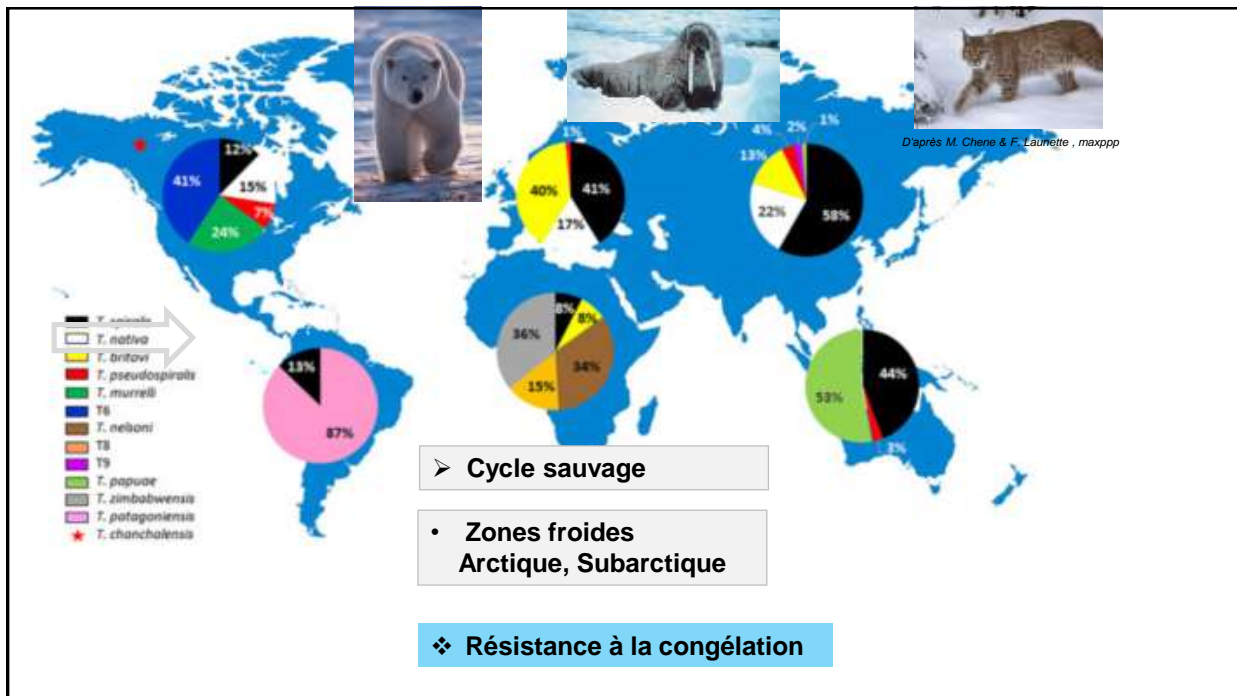 D'après M. Chene & F. Launette , maxppp
12%
15%
7%
24%
41%
1%
41%
17%
40%
4%
2%
1%
13%
22%
58%
8%
8%
34%
15%
36%
13%
87%
44%
53%
T. spiralis
T. nativa
T. britovi
T. pseudospiralis
T. murrelli
T6
T. nelsoni
T8
T9
T. papuae
T. zimbabwensis
T. patagoniensis
T. chanchalensis
➢ Cycle sauvage
• Zones froides
Arctique, Subarctique
❖ Résistance à la congélation